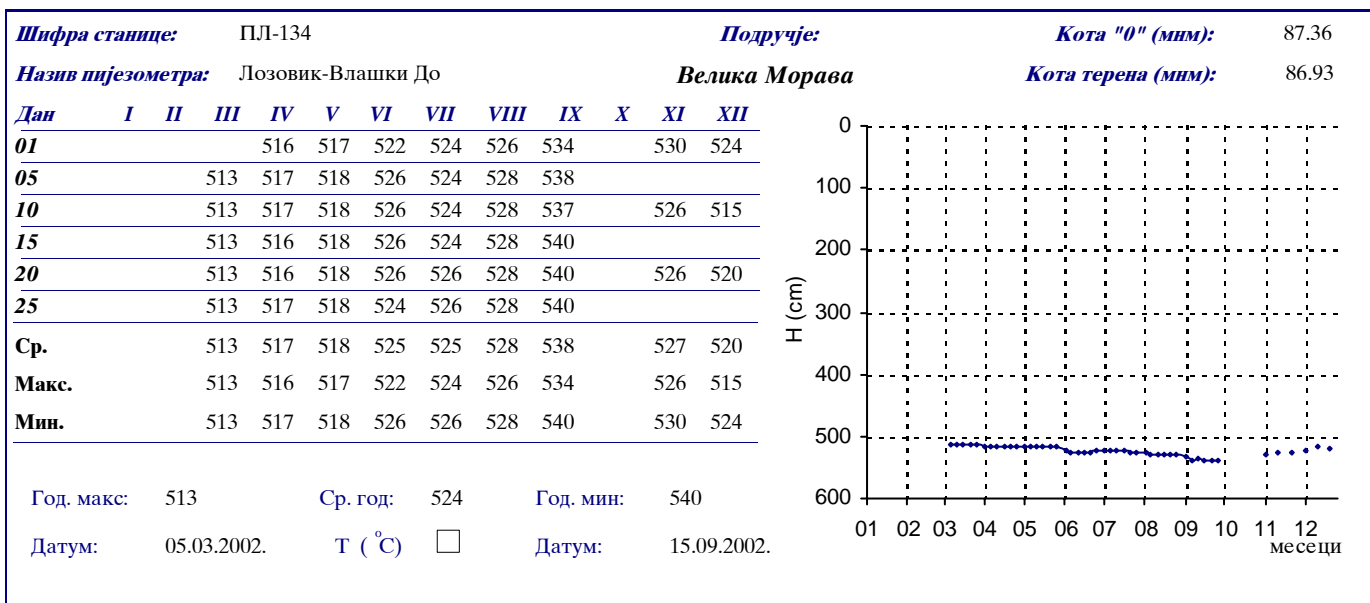 Шифра станице: ПЛ-134 Подручје: Кота "0" (мнм): 87.36
Назив пијезометра: Лозовик-Влашки До Велика Морава Кота терена (мнм): 86.93
Дан I II III IV V VI VII VIII IX X XI XII
01 516 517 522 524 526 534 530 524
05 513 517 518 526 524 528 538
10 513 517 518 526 524 528 537 526 515
15 513 516 518 526 524 528 540
20 513 516 518 526 526 528 540 526 520
25 513 517 518 524 526 528 540
Ср. 513 517 518 525 525 528 538 527 520
Макс. 513 516 517 522 524 526 534 526 515
Мин. 513 517 518 526 526 528 540 530 524
Год. макс: 513 Ср. год: 524 Год. мин: 540
Датум: 05.03.2002. Т ( °C) Датум: 15.09.2002.
H (cm)
0
100
200
300
400
500
600
01 02 03 04 05 06 07 08 09 10 11 12
месеци